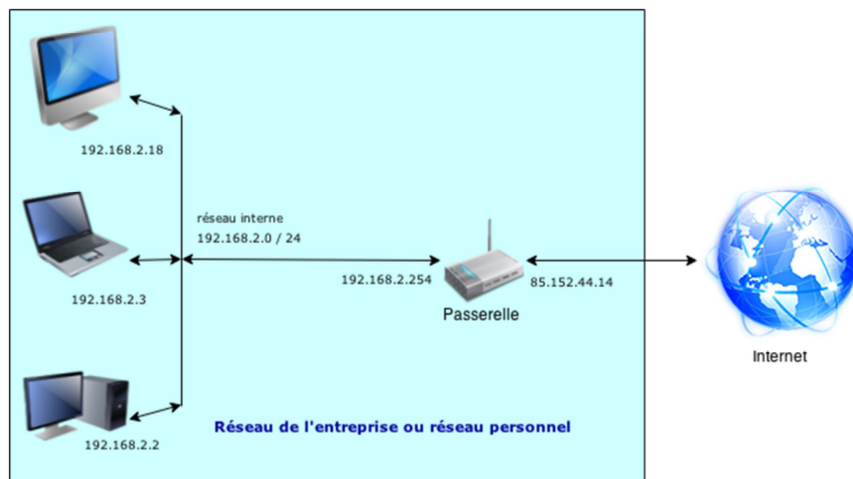 192.168.2.18
réseau interne
192.168.2.0 / 24
192.168.2.3
192.168.2.254
85.152.44.14
Passerelle
Internet
192.168.2.2
Réseau de l'entreprise ou réseau personnel